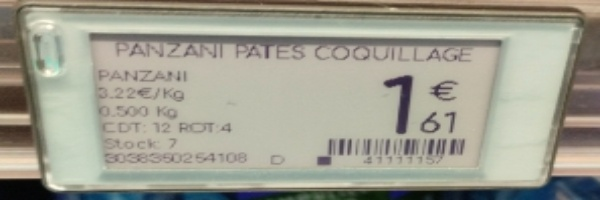 PANZANI PATES COQUILLAGE
PANZANI
3.22€/Kg
0.500 Kg
CDT: 12 ROT:4
Stock: 7
3038350254108 D
1€61
41111157